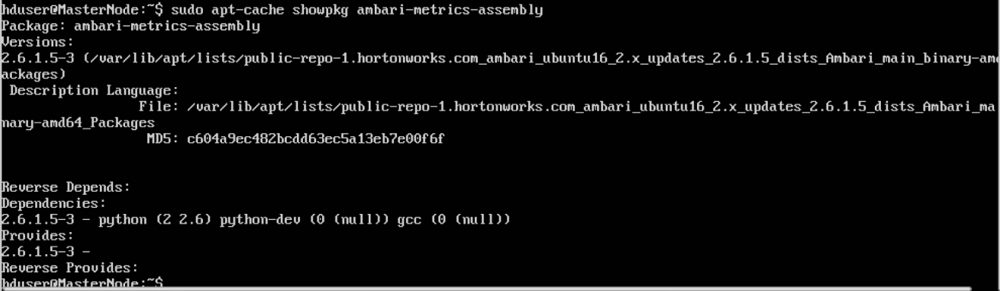 hduser@MasterNode:~$ sudo apt-cache showpkg ambari-metrics-assembly
Package: ambari-metrics-assembly
Versions:
2.6.1.5-3 (/var/lib/apt/lists/public-repo-1.hortonworks.com_ambari_ubuntu16_2.x_updates_2.6.1.5_dists_Ambari_main_binary-am
ackages)
Description Language:
File: /var/lib/apt/lists/public-repo-1.hortonworks.com_ambari_ubuntu16_2.x_updates_2.6.1.5_dists_Ambari_ma
nary-amd64_Packages
MD5: c604a9ec482bcdd63ec5a13eb7e00f6f
Reverse Depends:
Dependencies:
2.6.1.5-3 - python (2 2.6) python-dev (0 (null)) gcc (0 (null))
Provides:
2.6.1.5-3 -
Reverse Provides:
hduser@MasterNode:~$